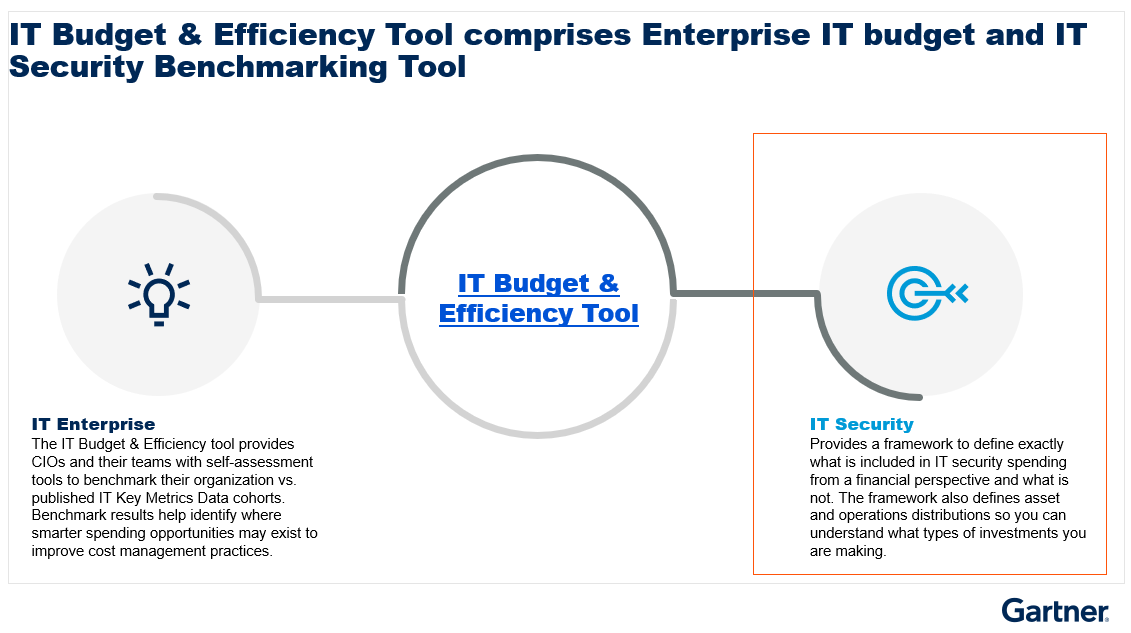 IT Budget & Efficiency Tool comprises Enterprise IT budget and IT
Security Benchmarking Tool
IT Budget &
Efficiency Tool
IT Enterprise
The IT Budget & Efficiency tool provides
CIOs and their teams with self-assessment
tools to benchmark their organization vs.
published IT Key Metrics Data cohorts.
Benchmark results help identify where
smarter spending opportunities may exist to
improve cost management practices.
IT Security
Provides a framework to define exactly
what is included in IT security spending
from a financial perspective and what is
not. The framework also defines asset
and operations distributions so you can
understand what types of investments you
are making.
Gartner®